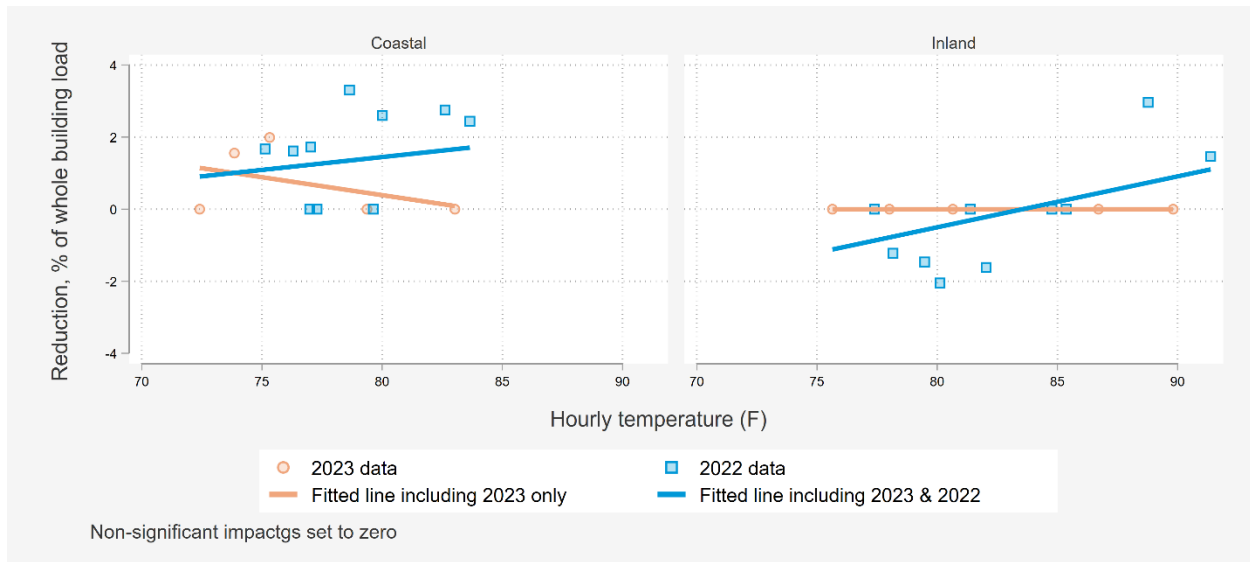 Coastal
Inland
Reduction, % of whole building load
4
2
0
-2
-4
70 75 80 85 90
70 75 80 85 90
Hourly temperature (F)
2023 data
2022 data
Fitted line including 2023 only
Fitted line including 2023 & 2022
Non-significant impactgs set to zero